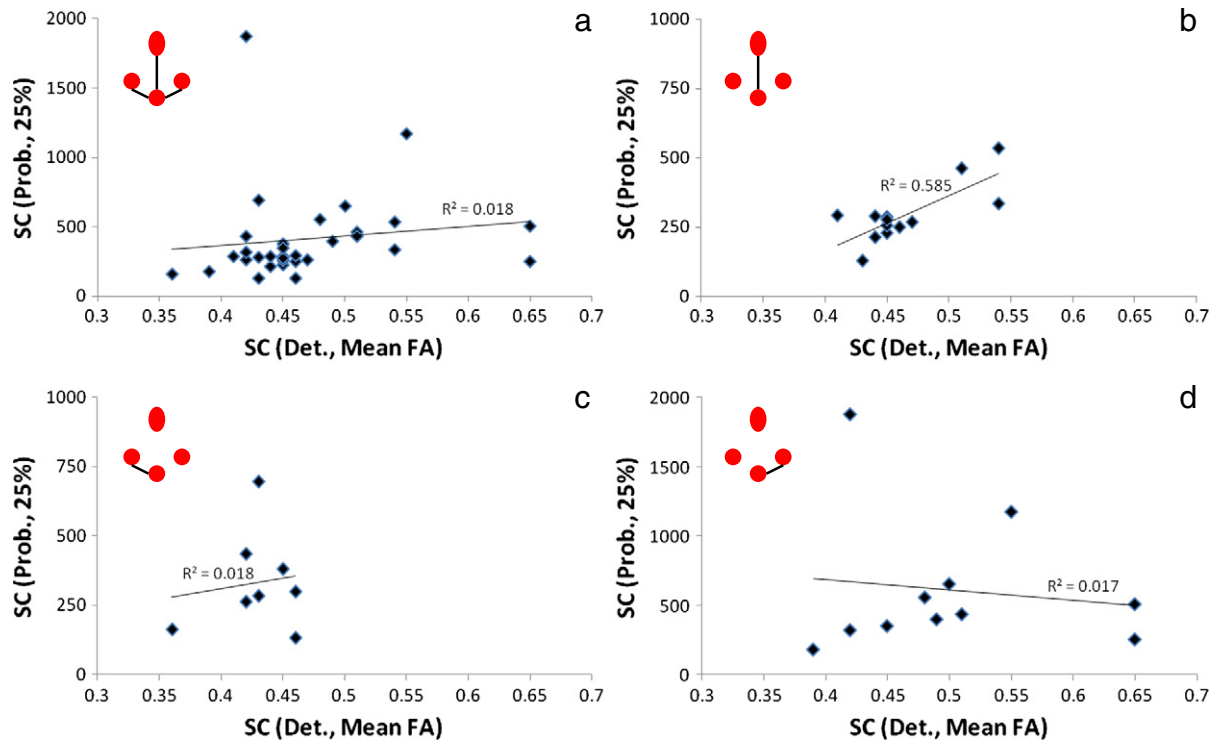 a
2000
1500
1000
500
0
SC (Prob., 25%)
R² = 0.018
0.3 0.35 0.4 0.45 0.5 0.55 0.6 0.65 0.7
SC (Det., Mean FA)
b
1000
750
500
250
0
SC (Prob., 25%)
R² = 0.585
0.3 0.35 0.4 0.45 0.5 0.55 0.6 0.65 0.7
SC (Det., Mean FA)
c
1000
750
500
250
0
SC (Prob., 25%)
R² = 0.018
0.3 0.35 0.4 0.45 0.5 0.55 0.6 0.65 0.7
SC (Det., Mean FA)
d
2000
1500
1000
500
0
SC (Prob., 25%)
R² = 0.017
0.3 0.35 0.4 0.45 0.5 0.55 0.6 0.65 0.7
SC (Det., Mean FA)